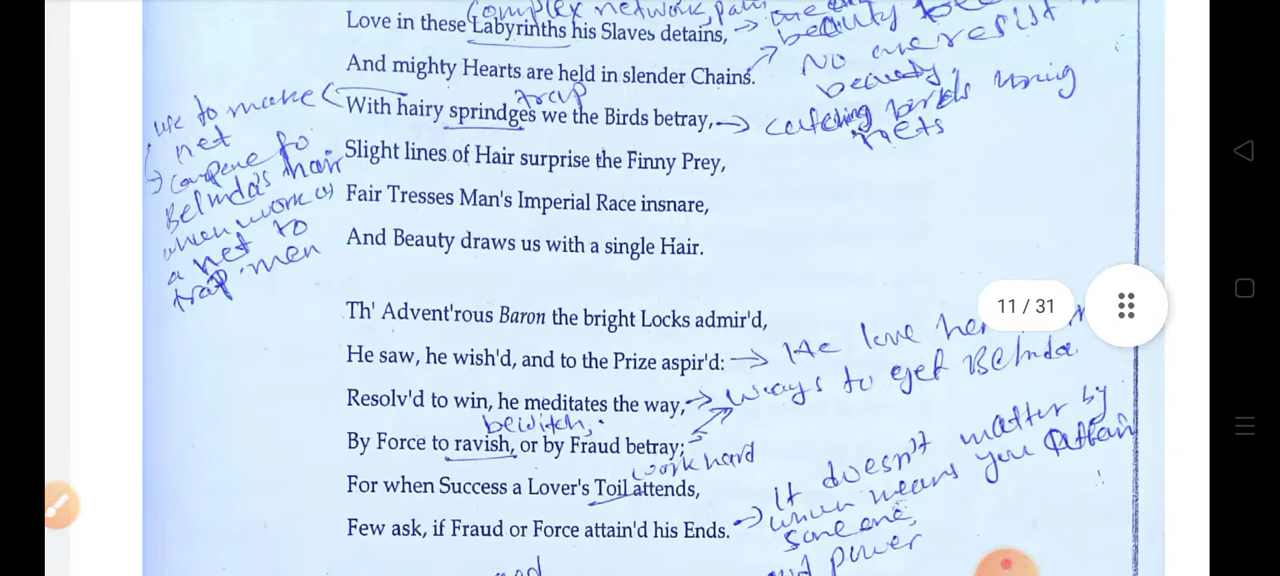 complex network,
one
beauty
Love in these Labyrinths his Slaves detains,
No one resist
beauty.
And mighty Hearts are held in slender Chains.
trap
With hairy sprindges we the Birds betray,
catching birds using
nets
use to make
net
compare to
Belinda's hair
when work as
a net to
trap men
Slight lines of Hair surprise the Finny Prey,
Fair Tresses Man's Imperial Race insnare,
And Beauty draws us with a single Hair.
11 / 31
Th' Advent'rous Baron the bright Locks admir'd,
He saw, he wish'd, and to the Prize aspir'd:
He love her
Resolv'd to win, he meditates the way,
Ways to get Belinda
bewitch,
By Force to ravish, or by Fraud betray;
work hard
For when Success a Lover's Toil attends,
Few ask, if Fraud or Force attain'd his Ends.
It doesn't matter by
which means you Attain
someone,
and power
and